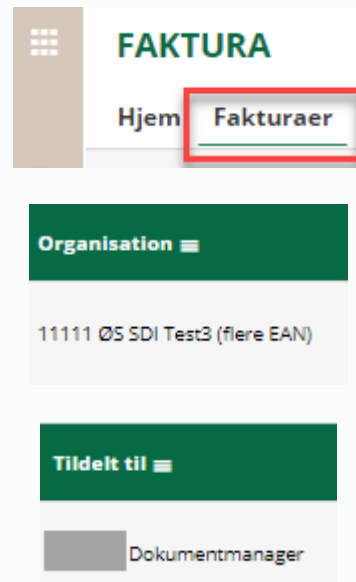 FAKTURA
Hjem Fakturaer
Organisation
11111 ØS SDI Test3 (flere EAN)
Tildelt til
Dokumentmanager